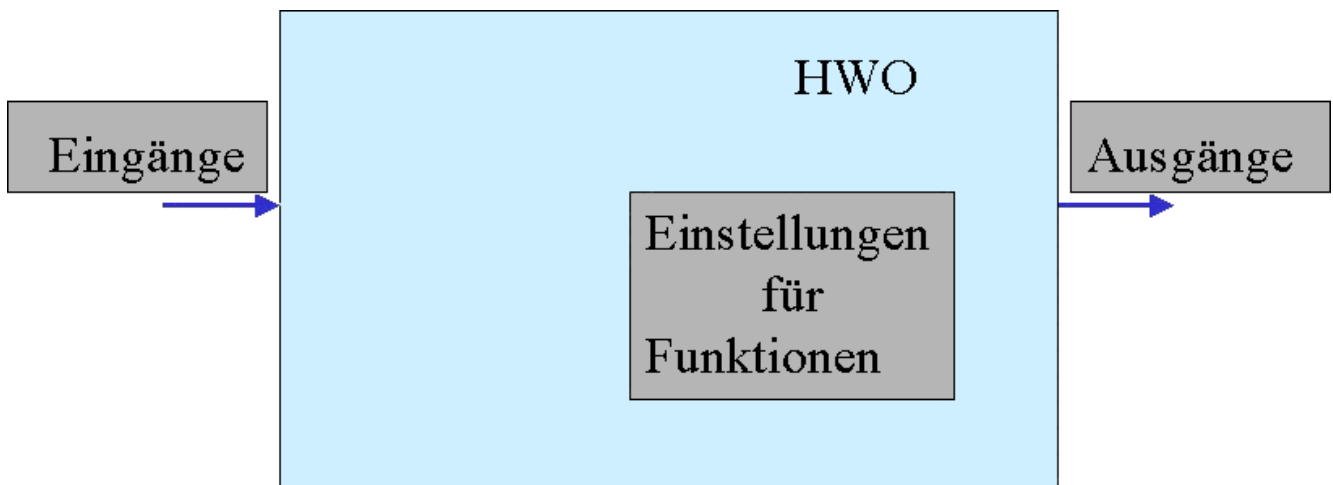 HWO
Eingänge
Ausgänge
Einstellungen
für
Funktionen